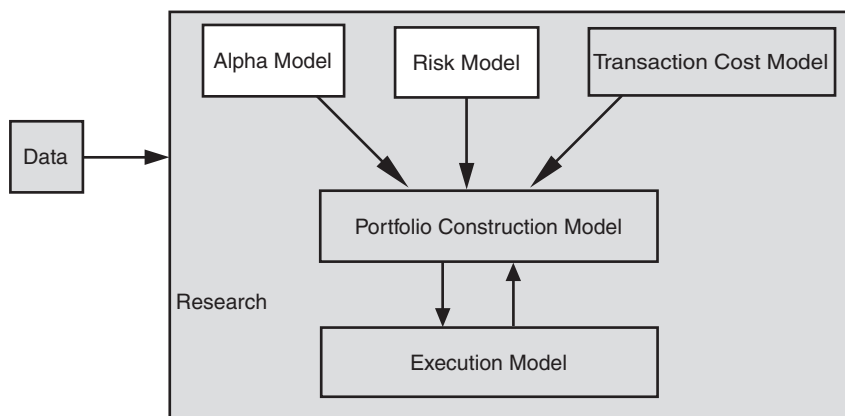 Alpha Model
Risk Model
Transaction Cost Model
Data
Portfolio Construction Model
Research
Execution Model